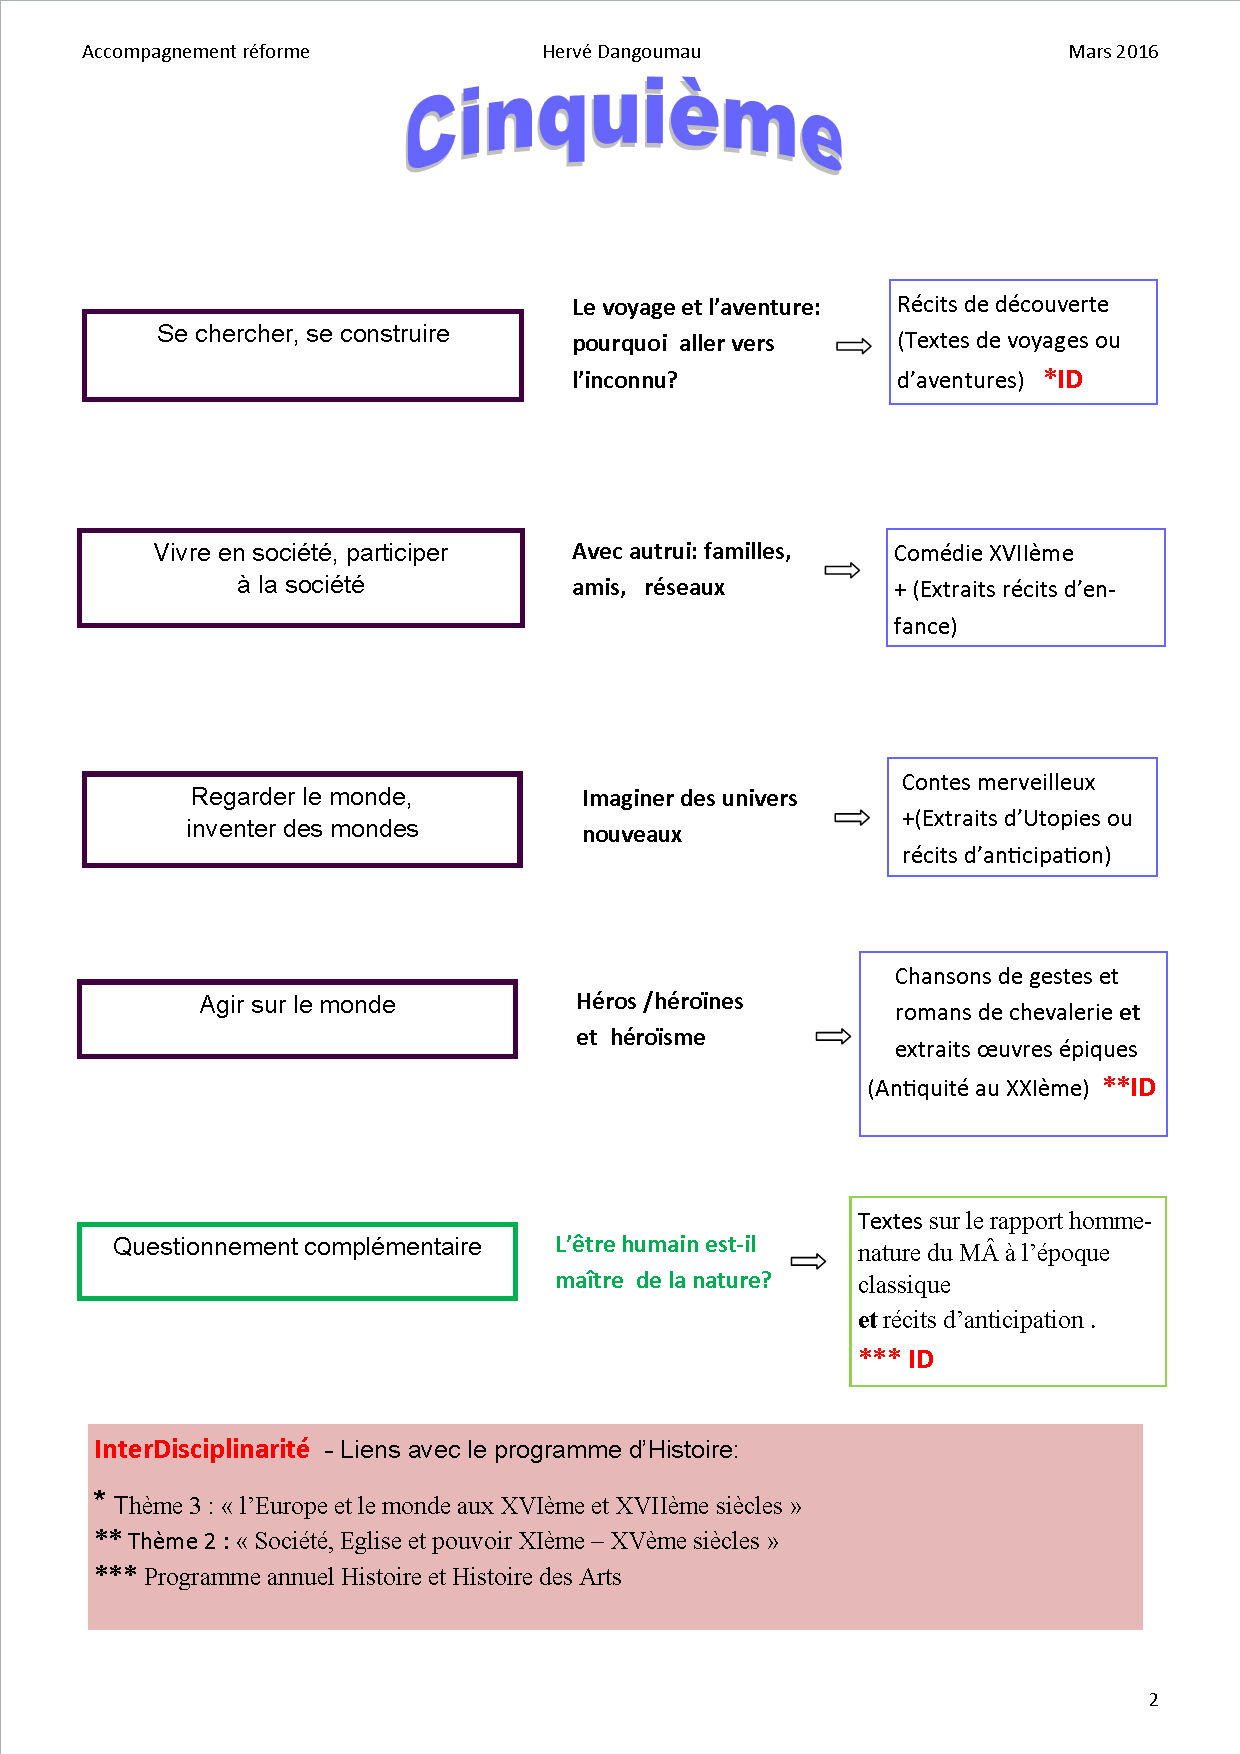 Accompagnement réforme Hervé Dangoumau Mars 2016
Cinquième
Se chercher, se construire
Le voyage et l’aventure:
pourquoi aller vers
l’inconnu?
Récits de découverte
(Textes de voyages ou
d’aventures) *ID
Vivre en société, participer
à la société
Avec autrui: familles,
amis, réseaux
Comédie XVIIème
+ (Extraits récits d’en-
fance)
Regarder le monde,
inventer des mondes
Imaginer des univers
nouveaux
Contes merveilleux
+(Extraits d’Utopies ou
récits d’anticipation)
Agir sur le monde
Héros /héroïnes
et héroïsme
Chansons de gestes et
romans de chevalerie et
extraits œuvres épiques
(Antiquité au XXIème) **ID
Questionnement complémentaire
L’être humain est-il
maître de la nature?
Textes sur le rapport homme-
nature du MÂ à l’époque
classique
et récits d’anticipation .
*** ID
InterDisciplinarité - Liens avec le programme d’Histoire:
* Thème 3 : « l’Europe et le monde aux XVIème et XVIIème siècles »
** Thème 2 : « Société, Eglise et pouvoir XIème – XVème siècles »
*** Programme annuel Histoire et Histoire des Arts
2